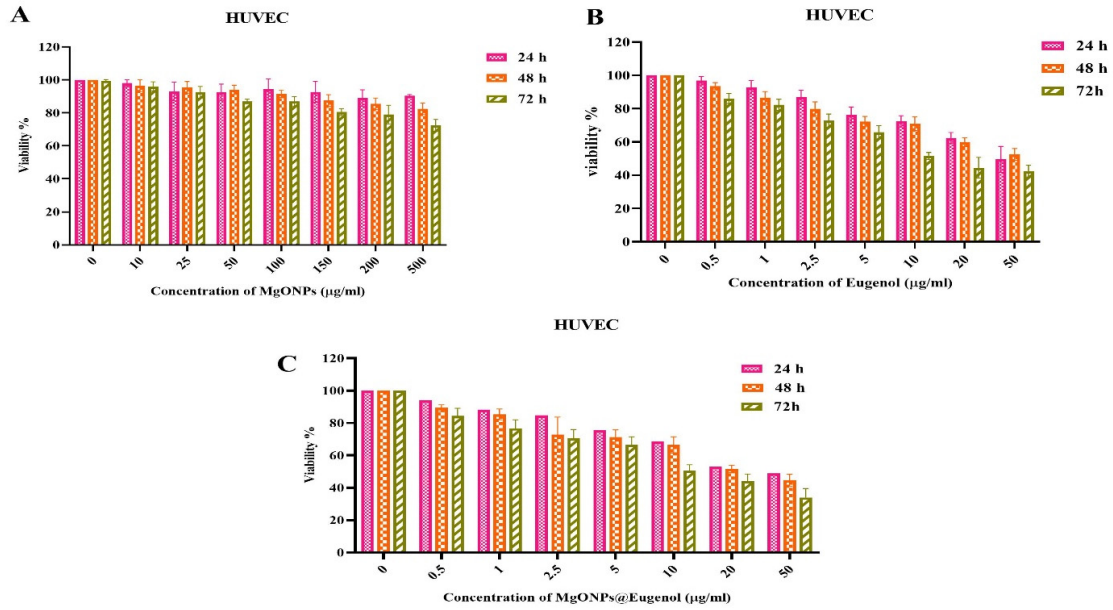 A
HUVEC
120
100
80
60
40
20
0
Viability %
0 10 25 50 100 150 200 500
Concentration of MgONPs (µg/ml)
24 h
48 h
72 h
B
HUVEC
120
100
80
60
40
20
0
viability %
0 0.5 1 2.5 5 10 20 50
Concentration of Eugenol (µg/ml)
24 h
48 h
72h
C
HUVEC
120
100
80
60
40
20
0
Viability %
0 0.5 1 2.5 5 10 20 50
Concentration of MgONPs@Eugenol (µg/ml)
24 h
48 h
72h